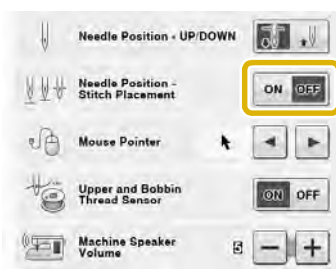 Needle Position - UP/DOWN
Needle Position -
Stitch Placement
ON OFF
Mouse Pointer
Upper and Bobbin
Thread Sensor
ON OFF
Machine Speaker
Volume
5